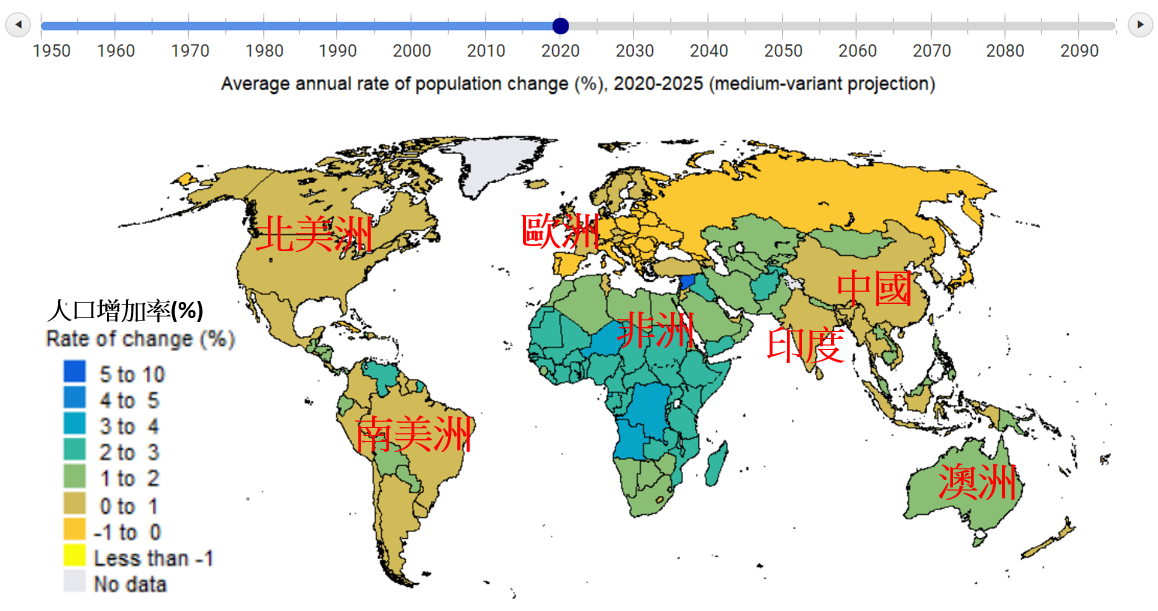 1950 1960 1970 1980 1990 2000 2010 2020 2030 2040 2050 2060 2070 2080 2090
Average annual rate of population change (%), 2020-2025 (medium-variant projection)
北美洲
歐洲
中國
非洲
印度
南美洲
澳洲
人口增加率(%)
Rate of change (%)
5 to 10
4 to 5
3 to 4
2 to 3
1 to 2
0 to 1
-1 to 0
Less than -1
No data